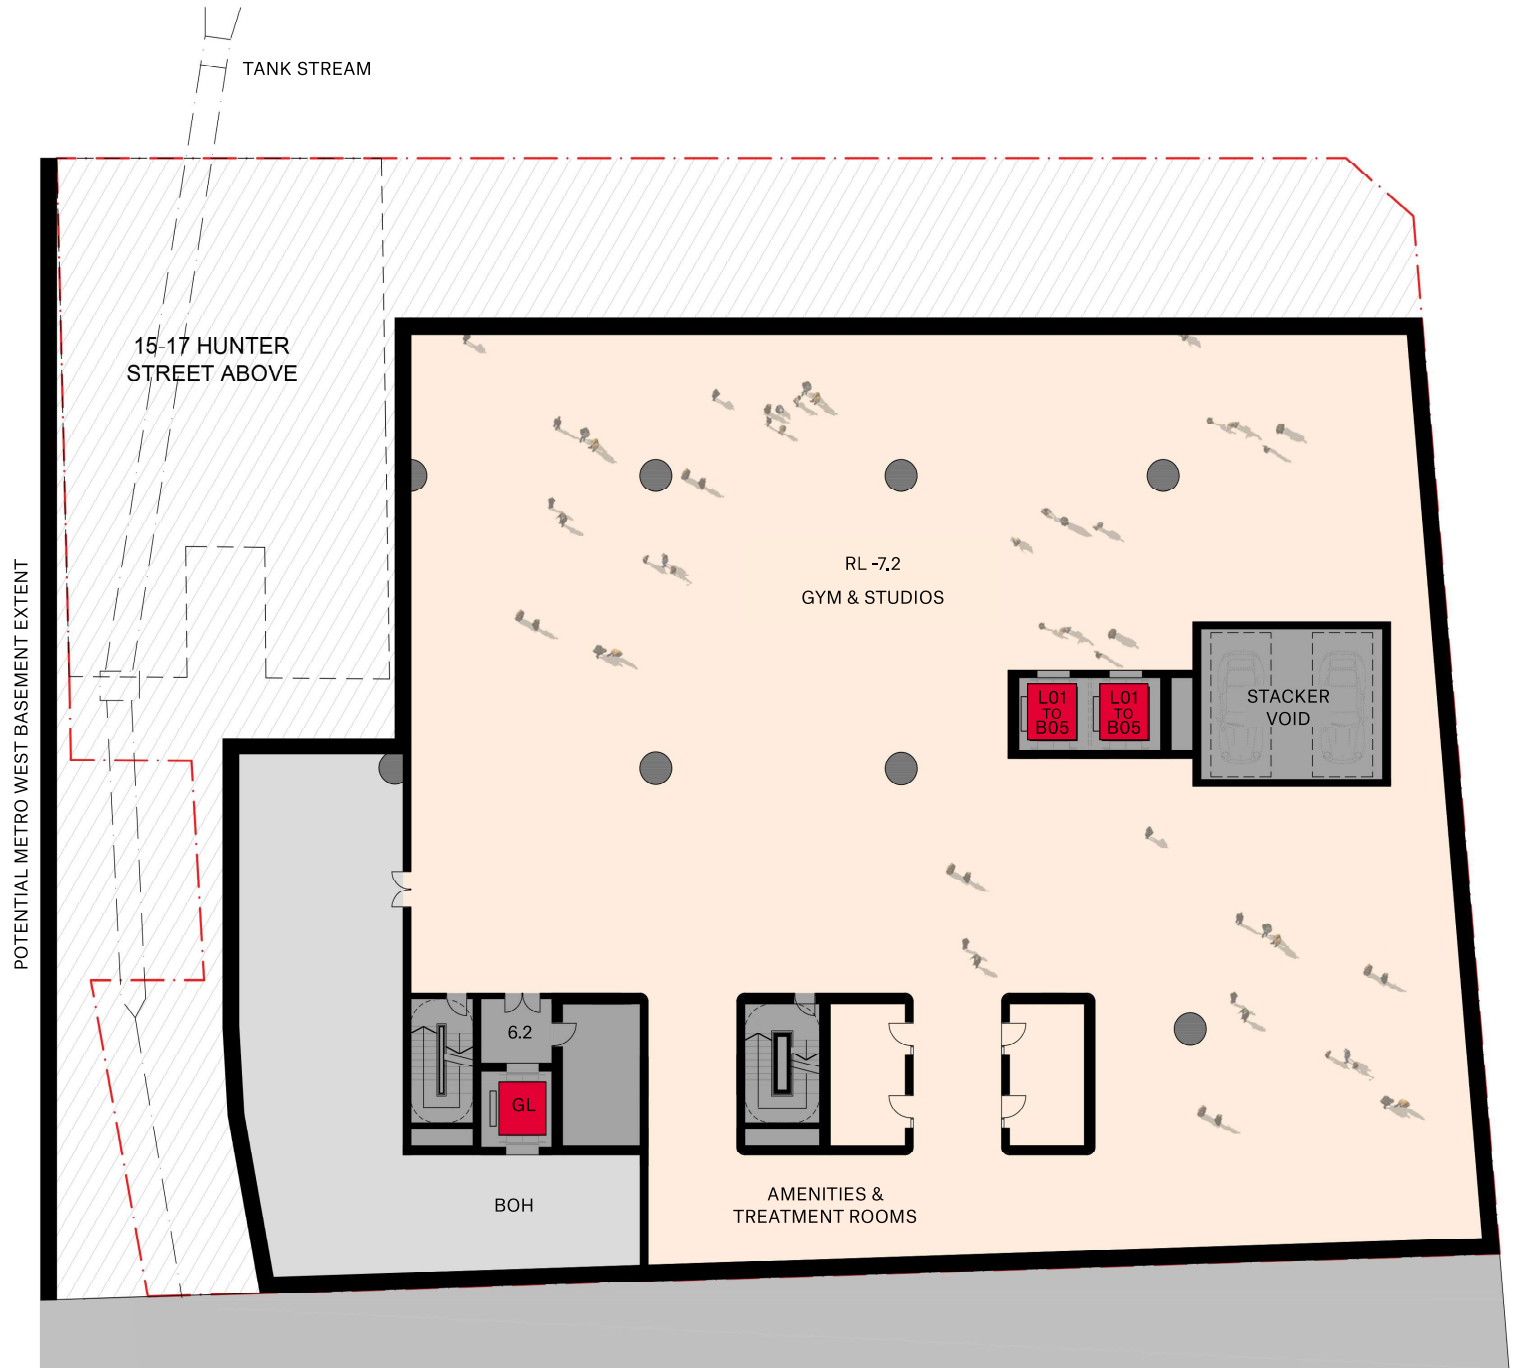 TANK STREAM
15-17 HUNTER
STREET ABOVE
POTENTIAL METRO WEST BASEMENT EXTENT
RL -7.2
GYM & STUDIOS
L01
TO
B05
L01
TO
B05
STACKER
VOID
6.2
GL
BOH
AMENITIES &
TREATMENT ROOMS